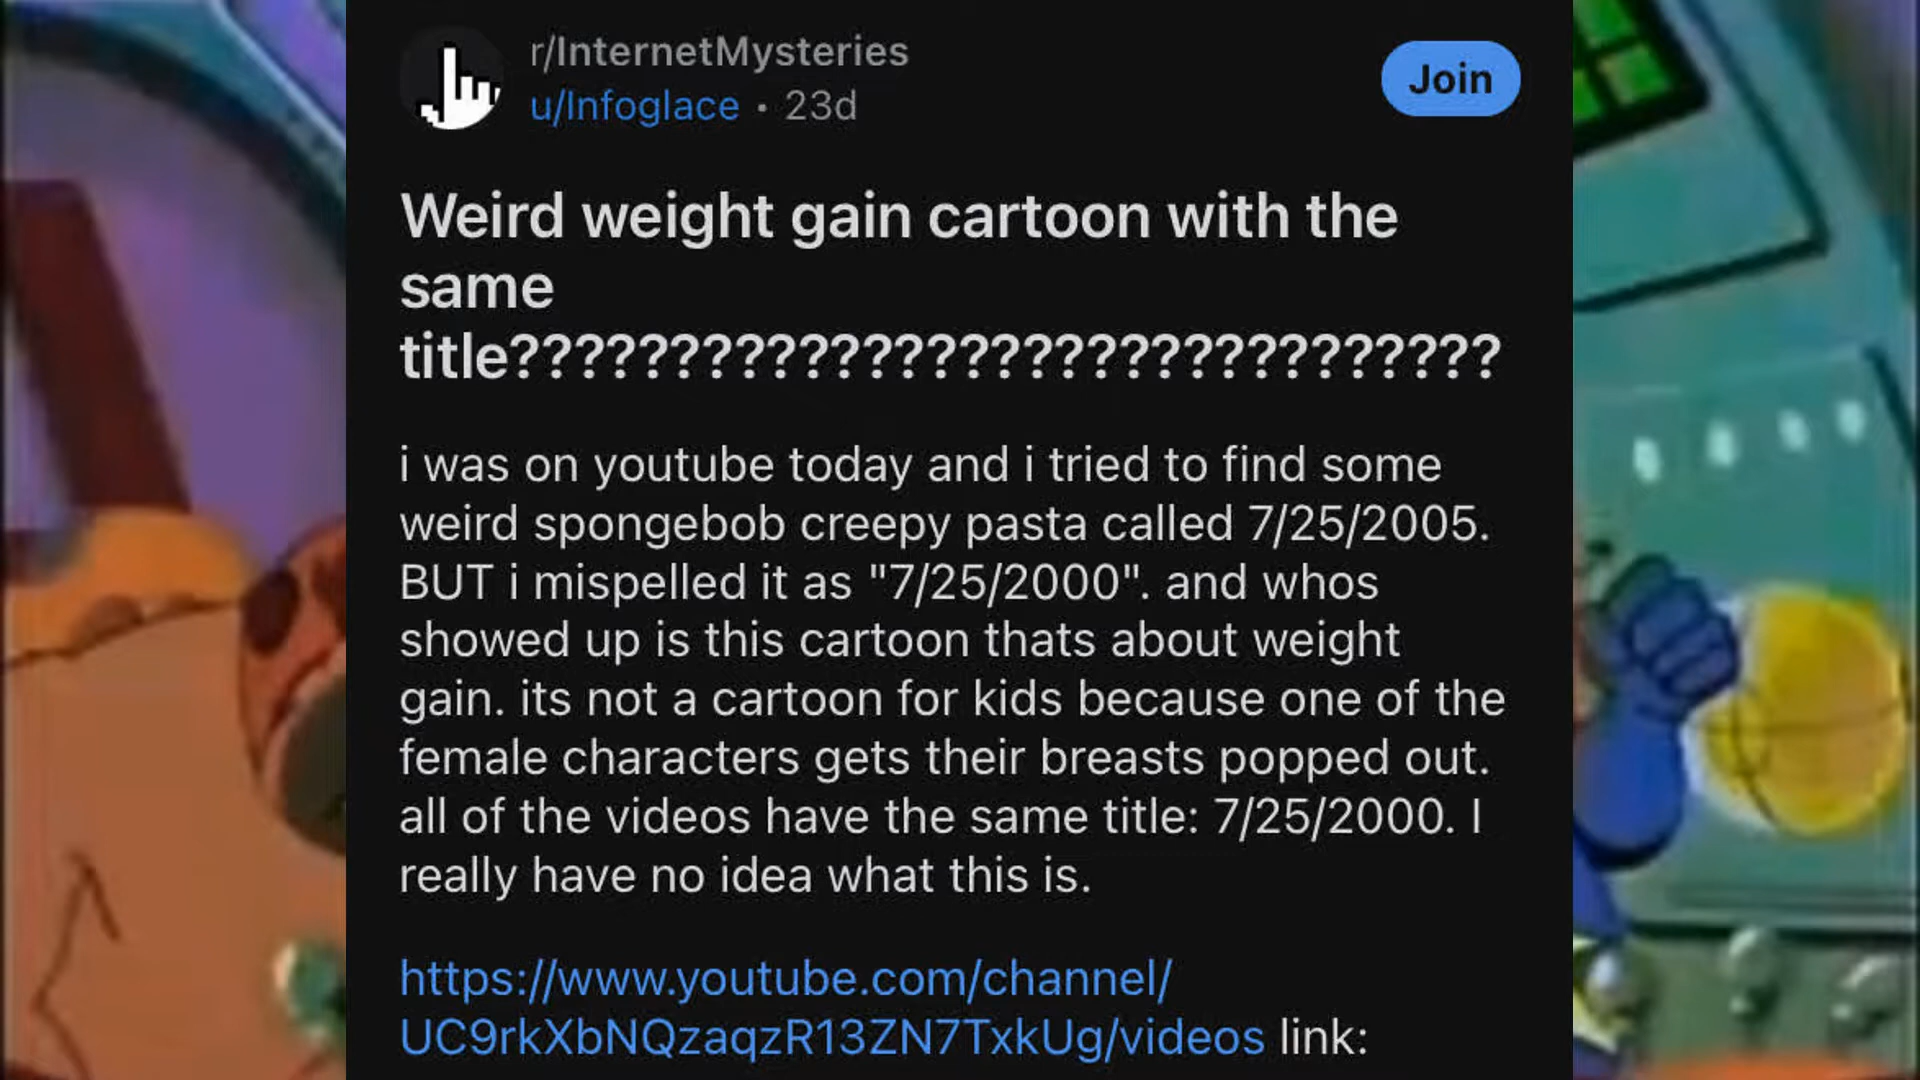 r/InternetMysteries
u/Infoglace • 23d
Join
Weird weight gain cartoon with the
same
title???????????????????????????????
i was on youtube today and i tried to find some
weird spongebob creepy pasta called 7/25/2005.
BUT i mispelled it as "7/25/2000". and whos
showed up is this cartoon thats about weight
gain. its not a cartoon for kids because one of the
female characters gets their breasts popped out.
all of the videos have the same title: 7/25/2000. I
really have no idea what this is.
https://www.youtube.com/channel/
UC9rkXbNQzaqzR13ZN7TxkUg/videos link: